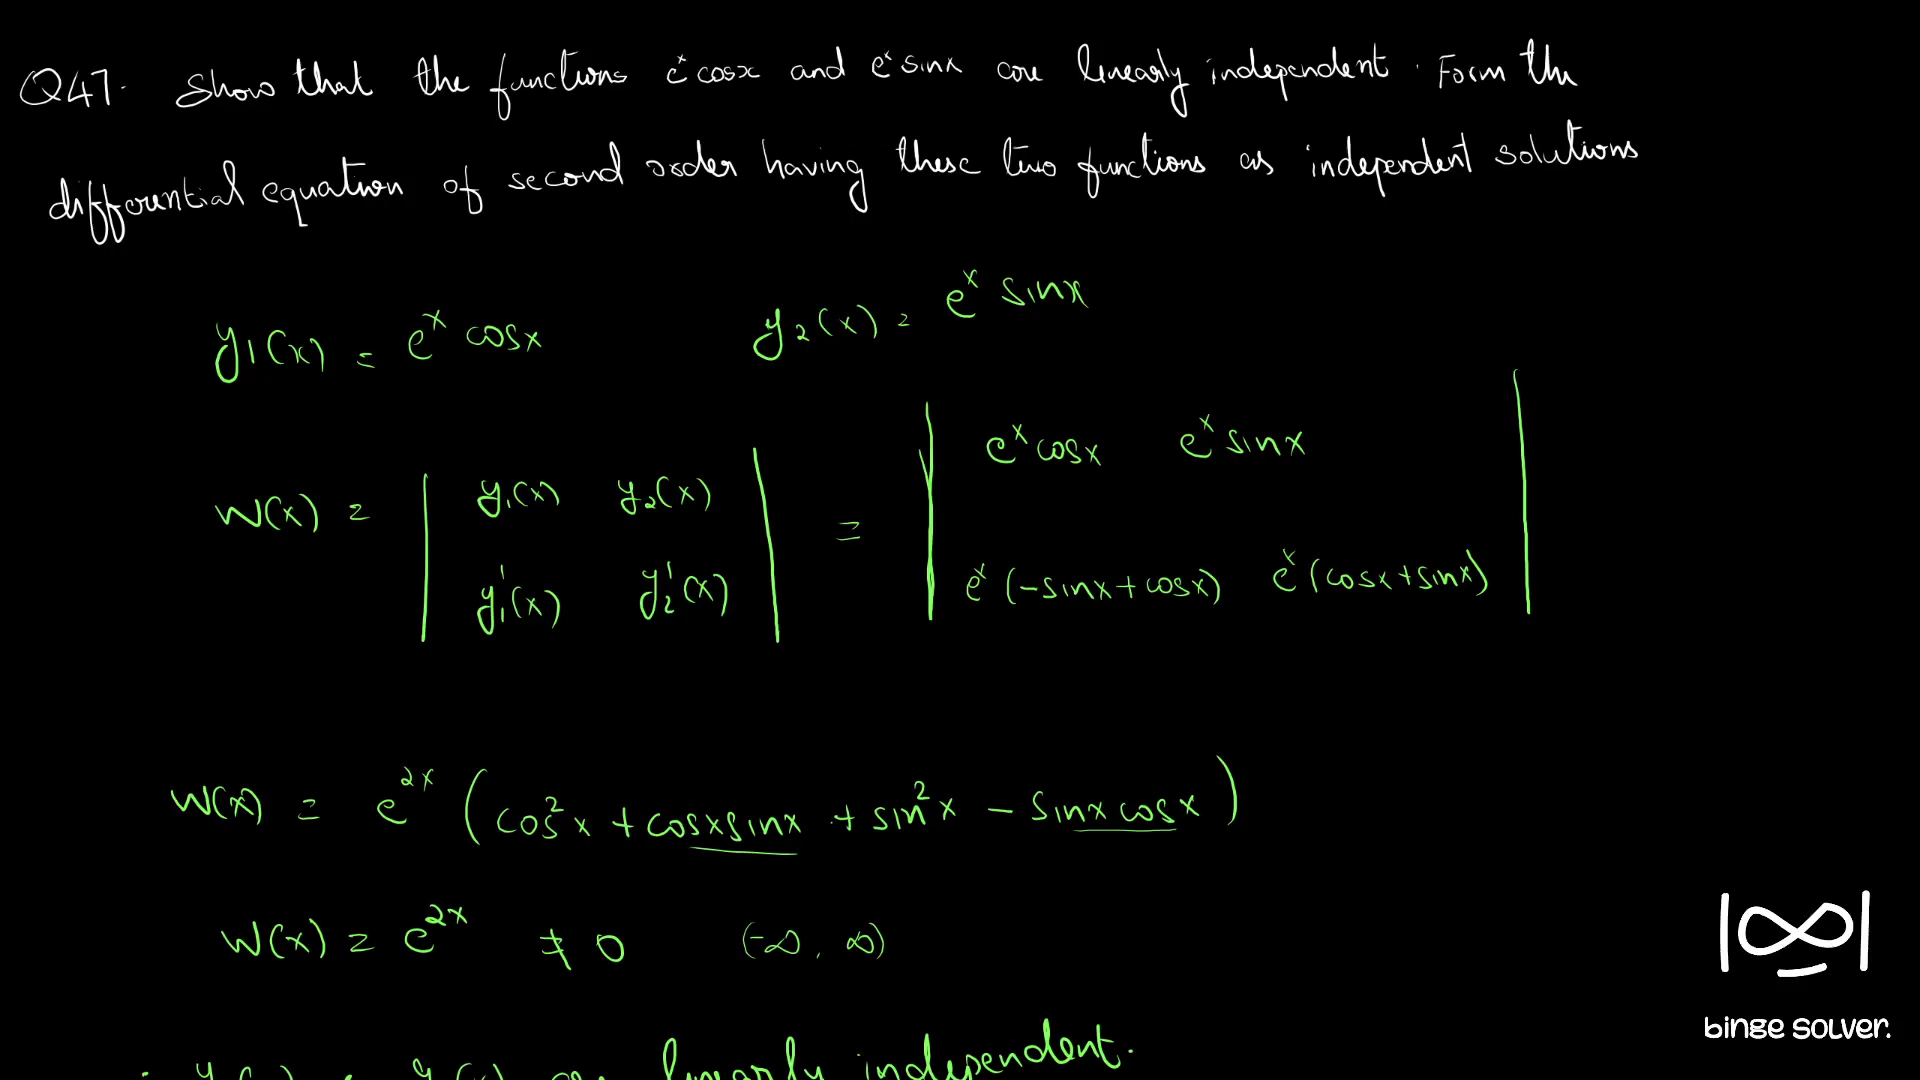 Q47. Show that the functions e^x cosx and e^x sinx are linearly independent. Form the
differential equation of second order having these two functions as independent solutions
y1(x) = e^x cosx y2(x) = e^x sinx
W(x) = | y1(x) y2(x) | = | e^x cosx e^x sinx |
| y1'(x) y2'(x) | | e^x (-sinx + cosx) e^x (cosx + sinx) |
W(x) = e^2x (cos²x + cosxsinx + sin²x - sinx cosx)
W(x) = e^2x ≠ 0 (-∞, ∞)
linearly independent.
binge solver.